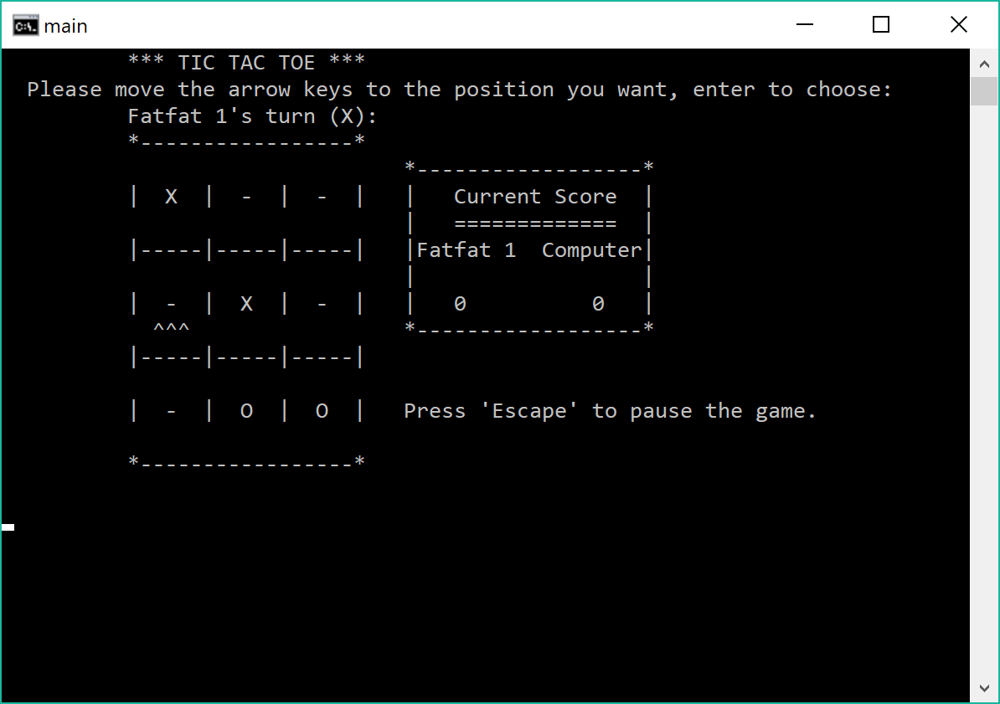 main
*** TIC TAC TOE ***
Please move the arrow keys to the position you want, enter to choose:
Fatfat 1's turn (X):
*-----------------*
*------------------*
|  X  |  -  |  -  |   |   Current Score  |
|   =============  |
|-----|-----|-----|   |Fatfat 1  Computer|
|                  |
|  -  |  X  |  -  |   |   0          0   |
^^^                 *------------------*
|-----|-----|-----|
|  -  |  O  |  O  |   Press 'Escape' to pause the game.
*-----------------*